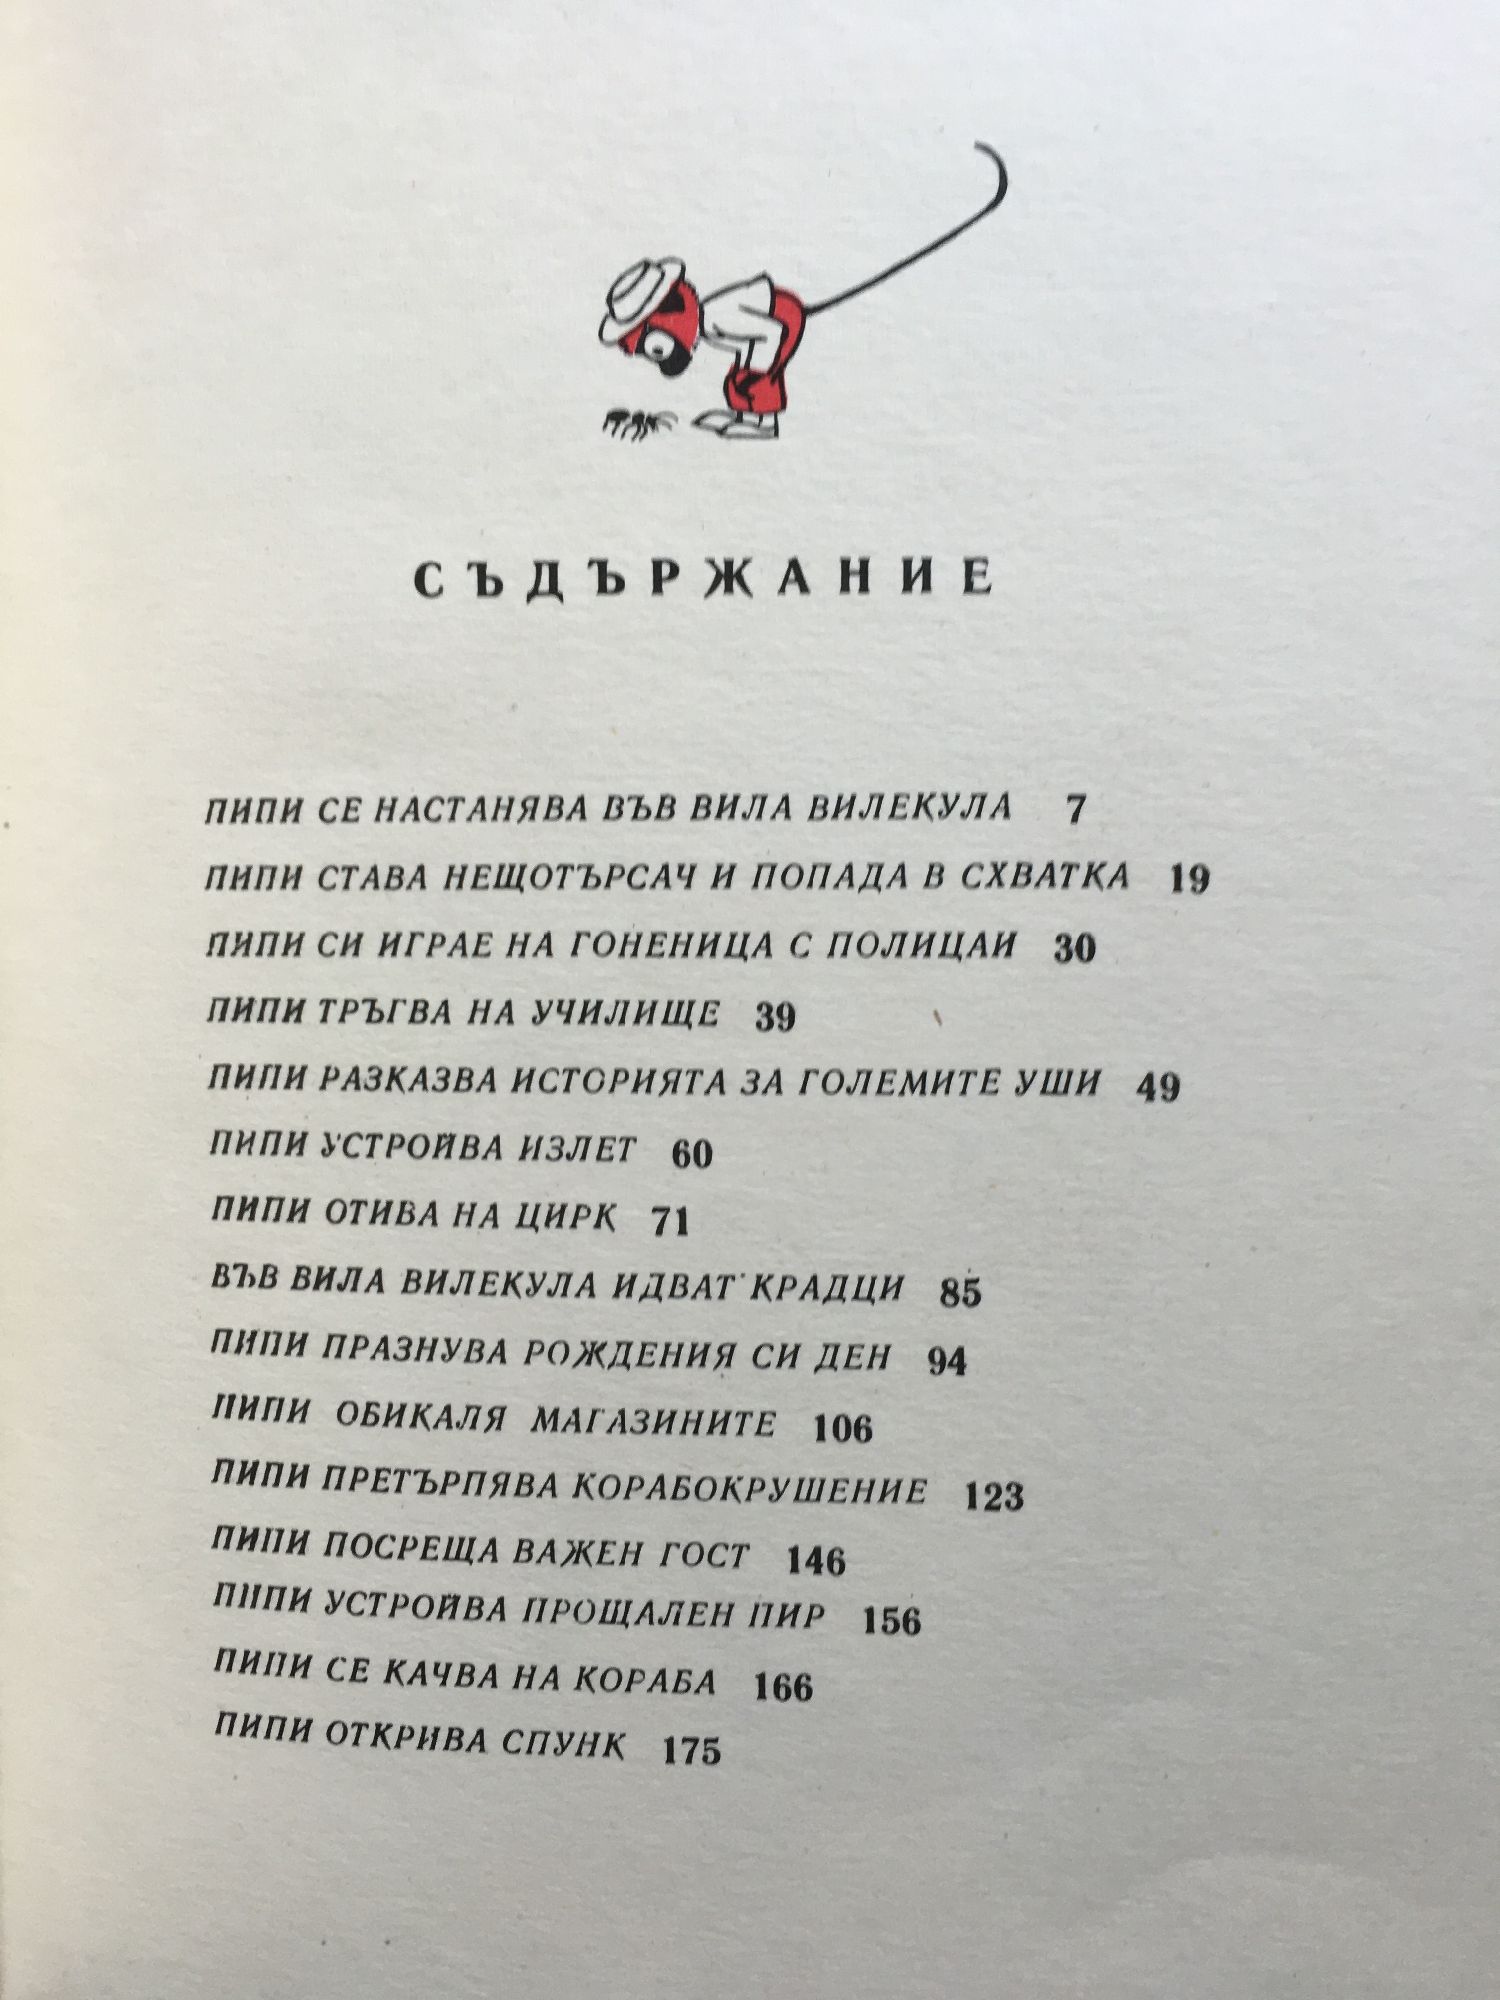 СЪДЪРЖАНИЕ
ПИПИ СЕ НАСТАНЯВА ВЪВ ВИЛА ВИЛЕКУЛА 7
ПИПИ СТАВА НЕЩОТЪРСАЧ И ПОПАДА В СХВАТКА 19
ПИПИ СИ ИГРАЕ НА ГОНЕНИЦА С ПОЛИЦАИ 30
ПИПИ ТРЪГВА НА УЧИЛИЩЕ 39
ПИПИ РАЗКАЗВА ИСТОРИЯТА ЗА ГОЛЕМИТЕ УШИ 49
ПИПИ УСТРОЙВА ИЗЛЕТ 60
ПИПИ ОТИВА НА ЦИРК 71
ВЪВ ВИЛА ВИЛЕКУЛА ИДВАТ КРАДЦИ 85
ПИПИ ПРАЗНУВА РОЖДЕНИЯ СИ ДЕН 94
ПИПИ ОБИКАЛЯ МАГАЗИНИТЕ 106
ПИПИ ПРЕТЪРПЯВА КОРАБОКРУШЕНИЕ 123
ПИПИ ПОСРЕЩА ВАЖЕН ГОСТ 146
ПИПИ УСТРОЙВА ПРОЩАЛЕН ПИР 156
ПИПИ СЕ КАЧВА НА КОРАБА 166
ПИПИ ОТКРИВА СПУНК 175